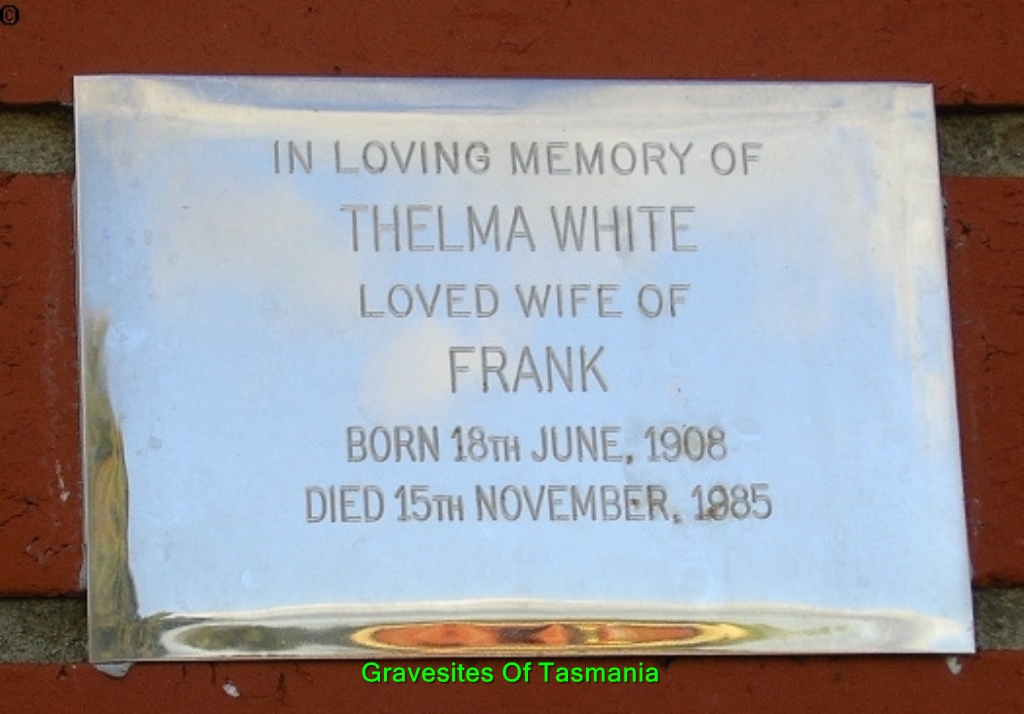 ©
IN LOVING MEMORY OF
THELMA WHITE
LOVED WIFE OF
FRANK
BORN 18TH JUNE, 1908
DIED 15TH NOVEMBER, 1985
Gravesites Of Tasmania